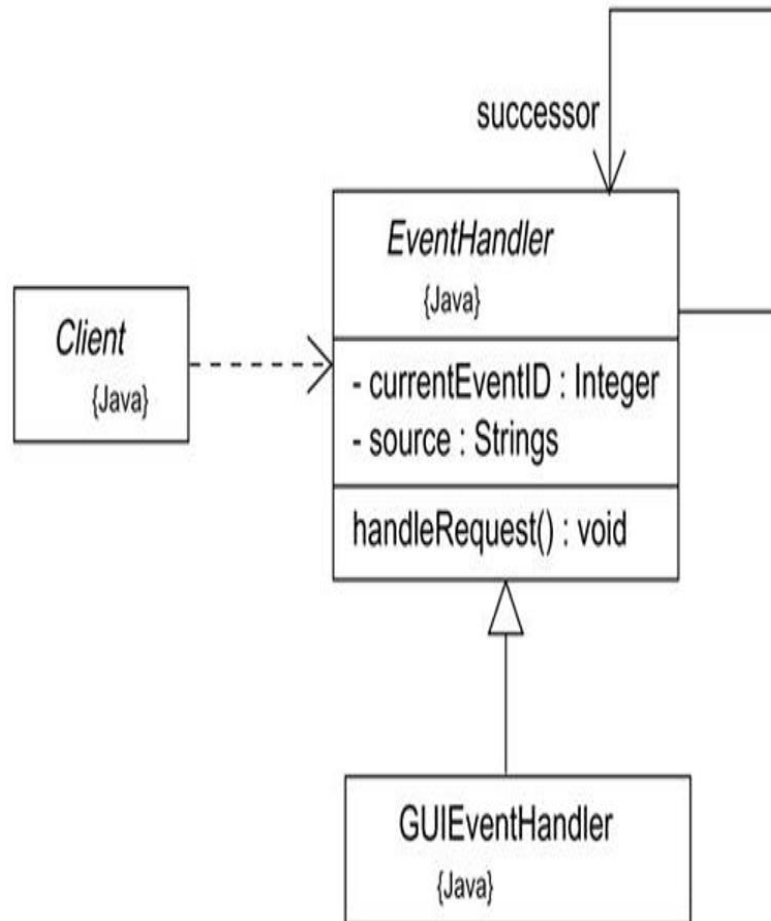 successor
EventHandler
{Java}
Client
{Java}
- currentEventID : Integer
- source : Strings
handleRequest() : void
GUIEventHandler
{Java}